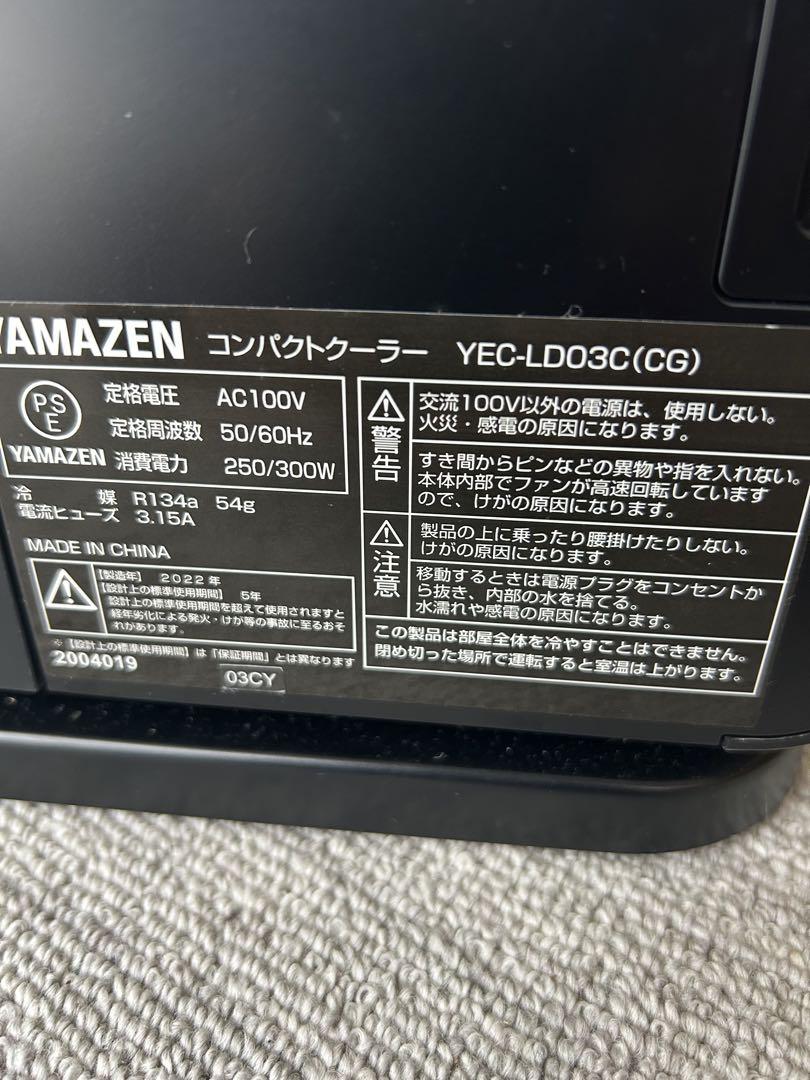 YAMAZEN コンパクトクーラー YEC-LD03C(CG)
PSE
YAMAZEN
定格電圧 AC100V
定格周波数 50/60Hz
消費電力 250/300W
冷媒 R134a 54g
電流ヒューズ 3.15A
MADE IN CHINA
【製造年】 2022年
【設計上の標準使用期間】 5年
設計上の標準使用期間を超えて使用されますと
経年劣化による発火・けが等の事故に至るおそ
れがあります。
※【設計上の標準使用期間】は「保証期間」とは異なります
2004019
03CY
警告
交流100V以外の電源は、使用しない。
火災・感電の原因になります。
すき間からピンなどの異物や指を入れない。
本体内部でファンが高速回転しています
ので、けがの原因になります。
注意
製品の上に乗ったり腰掛けたりしない。
けがの原因になります。
移動するときは電源プラグをコンセントか
ら抜き、内部の水を捨てる。
水濡れや感電の原因になります。
この製品は部屋全体を冷やすことはできません。
閉め切った場所で運転すると室温は上がります。